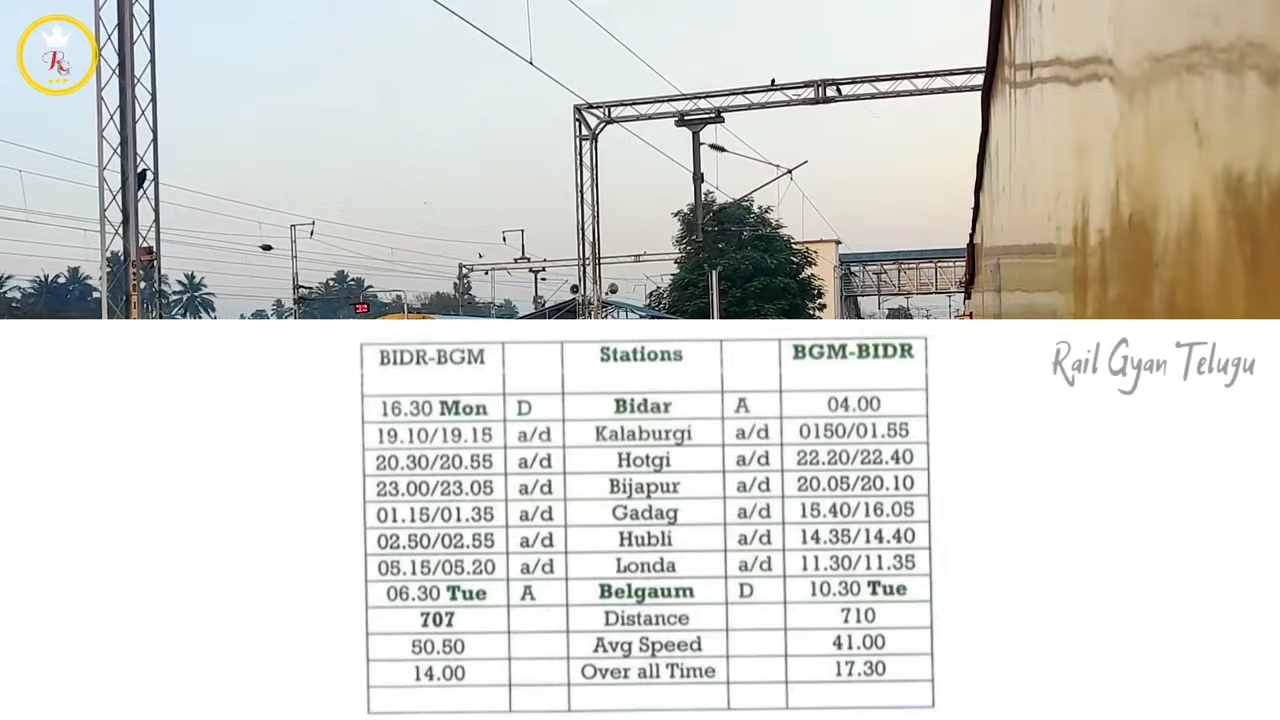 RG
BIDR-BGM Stations BGM-BIDR
Rail Gyan Telugu
16.30 Mon D Bidar A 04.00
19.10/19.15 a/d Kalaburgi a/d 0150/01.55
20.30/20.55 a/d Hotgi a/d 22.20/22.40
23.00/23.05 a/d Bijapur a/d 20.05/20.10
01.15/01.35 a/d Gadag a/d 15.40/16.05
02.50/02.55 a/d Hubli a/d 14.35/14.40
05.15/05.20 a/d Londa a/d 11.30/11.35
06.30 Tue A Belgaum D 10.30 Tue
707 Distance 710
50.50 Avg Speed 41.00
14.00 Over all Time 17.30